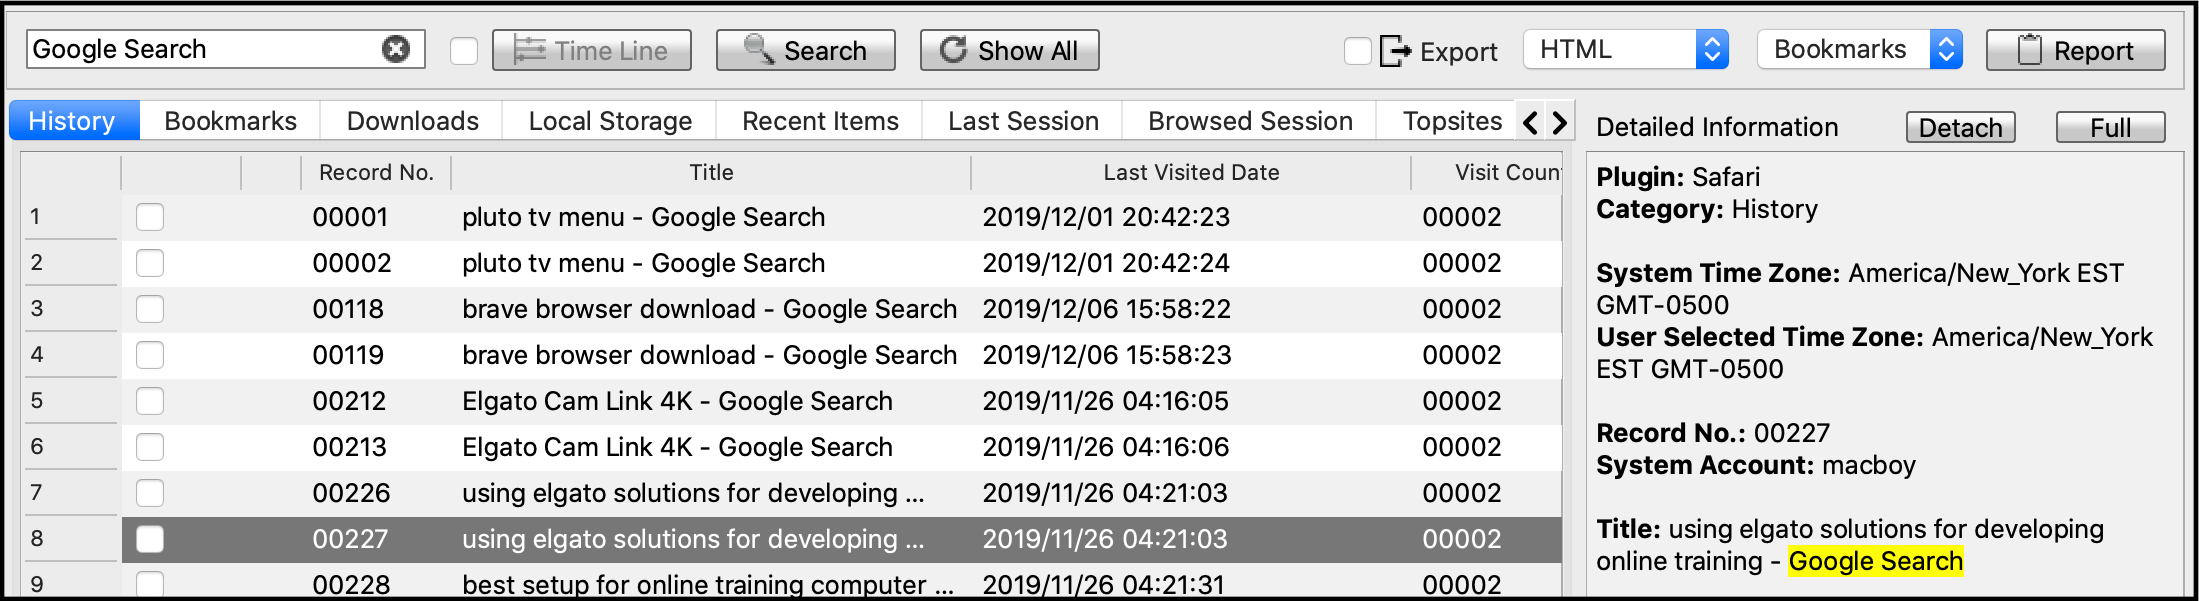 Google Search Time Line Search Show All Export HTML Bookmarks Report
History Bookmarks Downloads Local Storage Recent Items Last Session Browsed Session Topsites
Record No. Title Last Visited Date Visit Coun
1 00001 pluto tv menu - Google Search 2019/12/01 20:42:23 00002
2 00002 pluto tv menu - Google Search 2019/12/01 20:42:24 00002
3 00118 brave browser download - Google Search 2019/12/06 15:58:22 00002
4 00119 brave browser download - Google Search 2019/12/06 15:58:23 00002
5 00212 Elgato Cam Link 4K - Google Search 2019/11/26 04:16:05 00002
6 00213 Elgato Cam Link 4K - Google Search 2019/11/26 04:16:06 00002
7 00226 using elgato solutions for developing ... 2019/11/26 04:21:03 00002
8 00227 using elgato solutions for developing ... 2019/11/26 04:21:03 00002
9 00228 best setup for online training computer ... 2019/11/26 04:21:31 00002
Detailed Information Detach Full
Plugin: Safari
Category: History
System Time Zone: America/New_York EST
GMT-0500
User Selected Time Zone: America/New_York
EST GMT-0500
Record No.: 00227
System Account: macboy
Title: using elgato solutions for developing
online training - Google Search